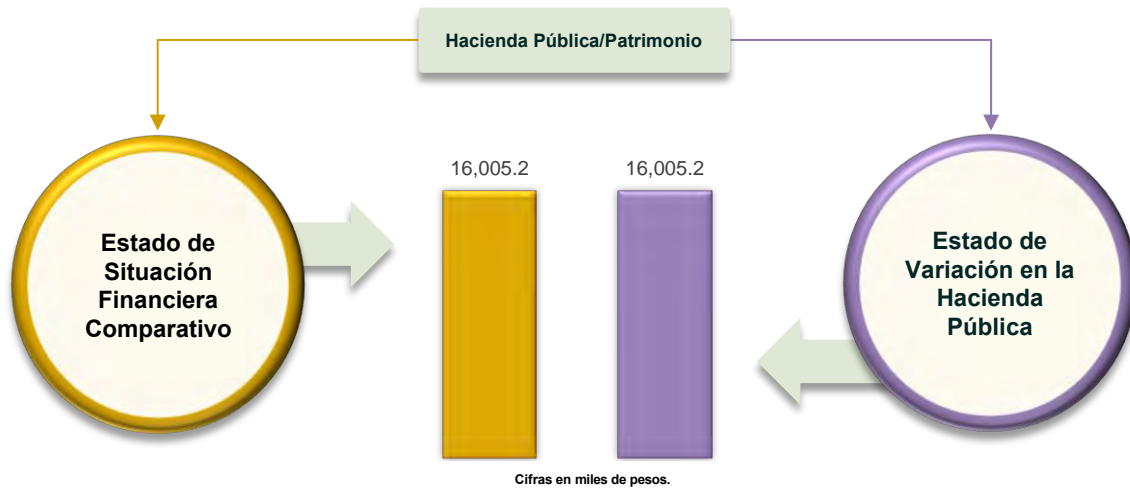 Hacienda Pública/Patrimonio
16,005.2
16,005.2
Estado de
Situación
Financiera
Comparativo
Estado de
Variación en la
Hacienda
Pública
Cifras en miles de pesos.